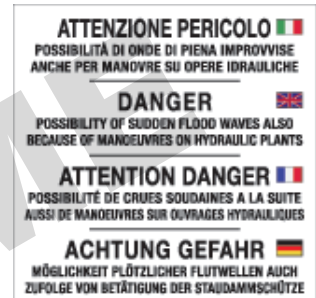 ATTENZIONE PERICOLO
POSSIBILITÀ DI ONDE DI PIENA IMPROVVISE
ANCHE PER MANOVRE SU OPERE IDRAULICHE
DANGER
POSSIBILITY OF SUDDEN FLOOD WAVES ALSO
BECAUSE OF MANOEUVRES ON HYDRAULIC PLANTS
ATTENTION DANGER
POSSIBILITÉ DE CRUES SOUDAINES A LA SUITE
AUSSI DE MANOEUVRES SUR OUVRAGES HYDRAULIQUES
ACHTUNG GEFAHR
MÖGLICHKEIT PLÖTZLICHER FLUTWELLEN AUCH
ZUFOLGE VON BETÄTIGUNG DER STAUDAMMSCHÜTZE